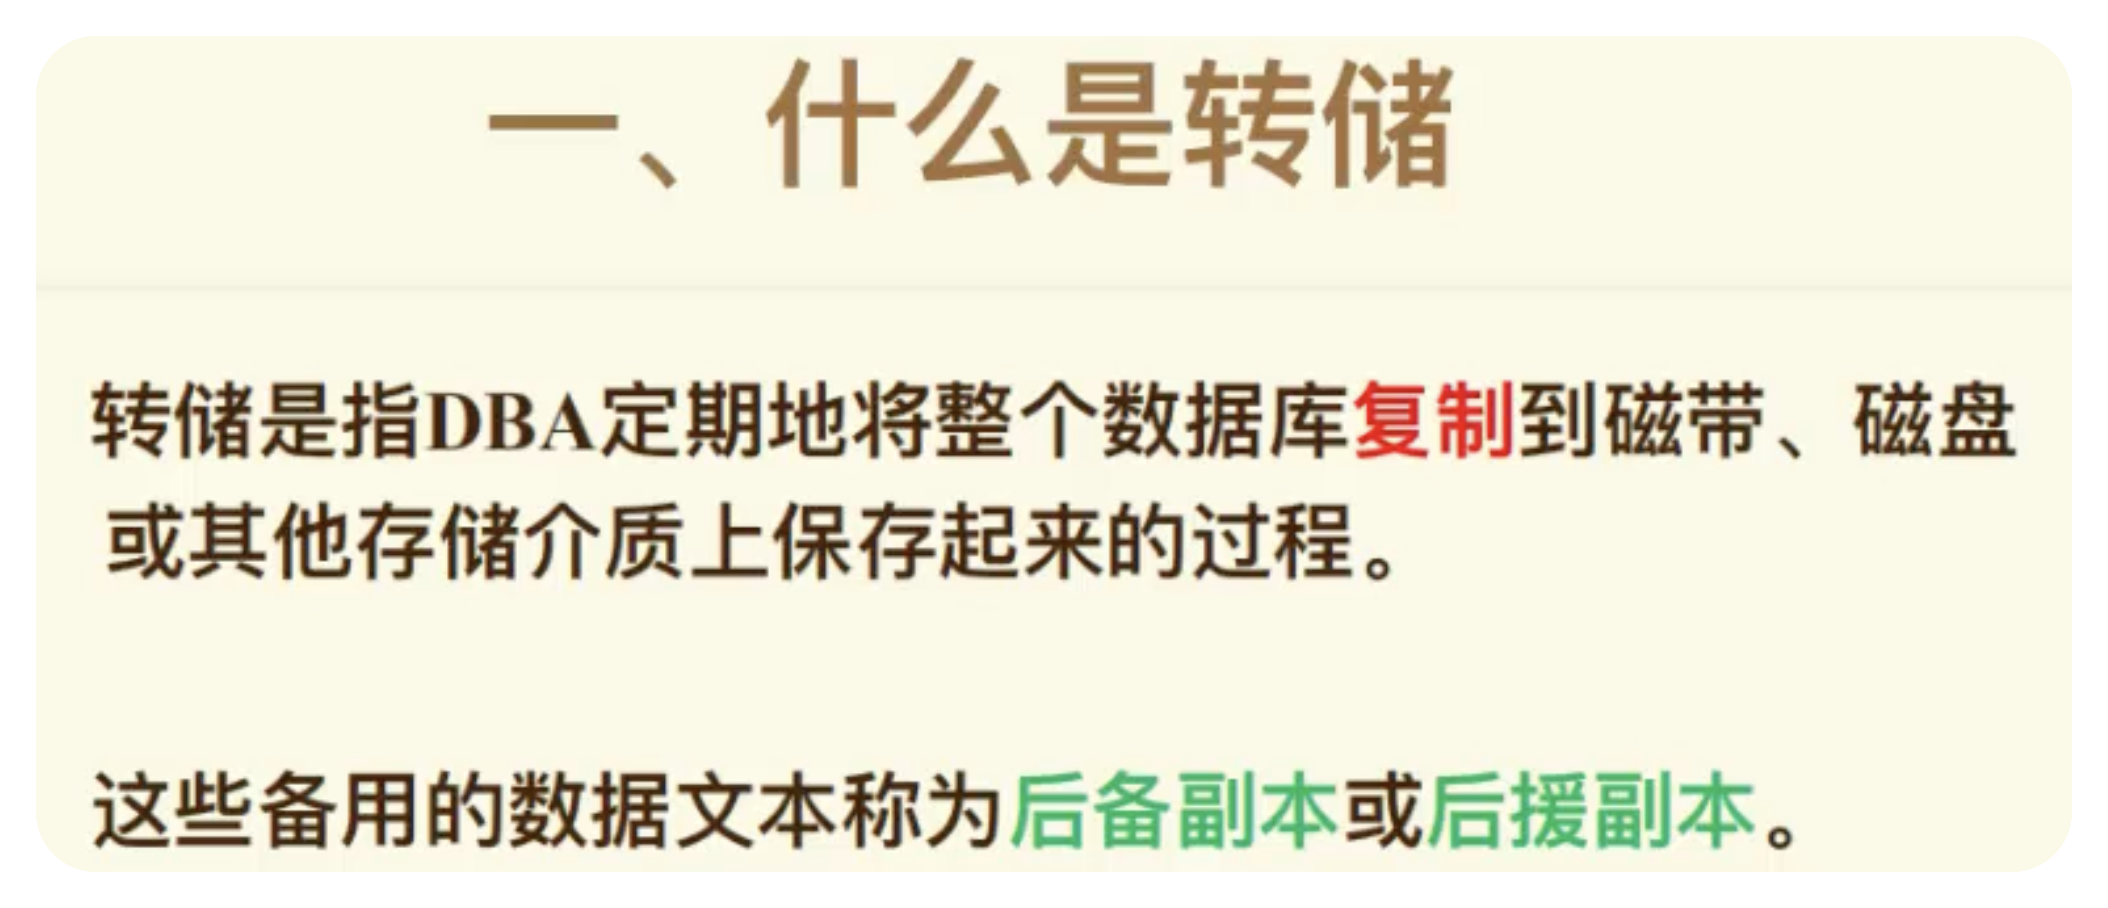 一、什么是转储
转储是指DBA定期地将整个数据库复制到磁带、磁盘
或其他存储介质上保存起来的过程。
这些备用的数据文本称为后备副本或后援副本。